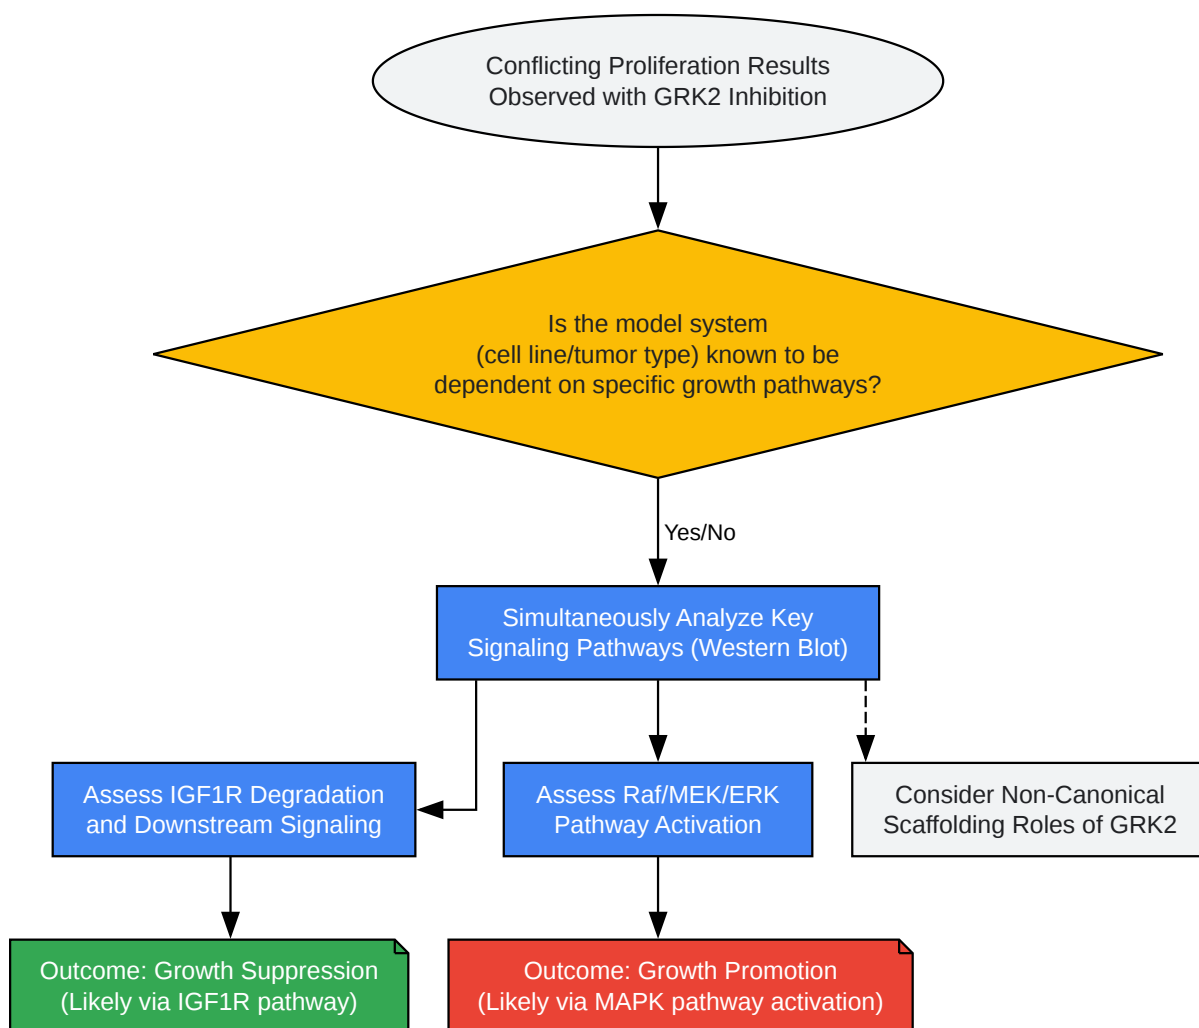 Conflicting Proliferation Results
Observed with GRK2 Inhibition
Is the model system
(cell line/tumor type) known to be
dependent on specific growth pathways?
Yes/No
Simultaneously Analyze Key
Signaling Pathways (Western Blot)
Assess IGF1R Degradation
and Downstream Signaling
Assess Raf/MEK/ERK
Pathway Activation
Consider Non-Canonical
Scaffolding Roles of GRK2
Outcome: Growth Suppression
(Likely via IGF1R pathway)
Outcome: Growth Promotion
(Likely via MAPK pathway activation)